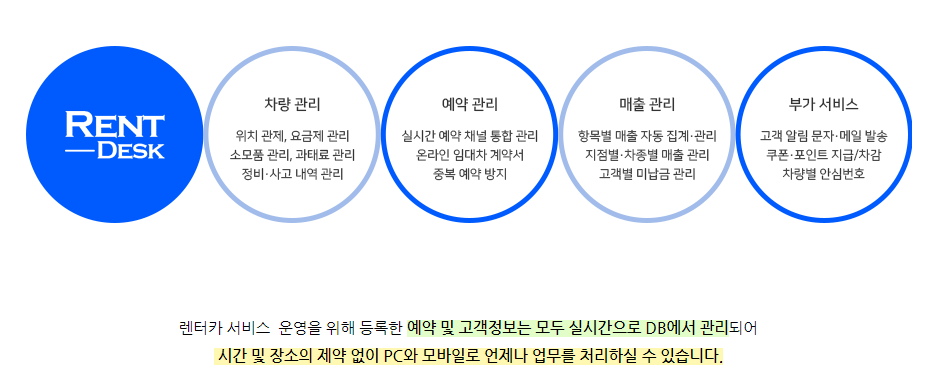 RENT
DESK
차량 관리
위치 관제, 요금제 관리
소모품 관리, 과태료 관리
정비·사고 내역 관리
예약 관리
실시간 예약 채널 통합 관리
온라인 임대차 계약서
중복 예약 방지
매출 관리
항목별 매출 자동 집계·관리
지점별·차종별 매출 관리
고객별 미납금 관리
부가 서비스
고객 알림 문자·메일 발송
쿠폰·포인트 지급/차감
차량별 안심번호
렌터카 서비스 운영을 위해 등록한 예약 및 고객정보는 모두 실시간으로 DB에서 관리되어
시간 및 장소의 제약 없이 PC와 모바일로 언제나 업무를 처리하실 수 있습니다.